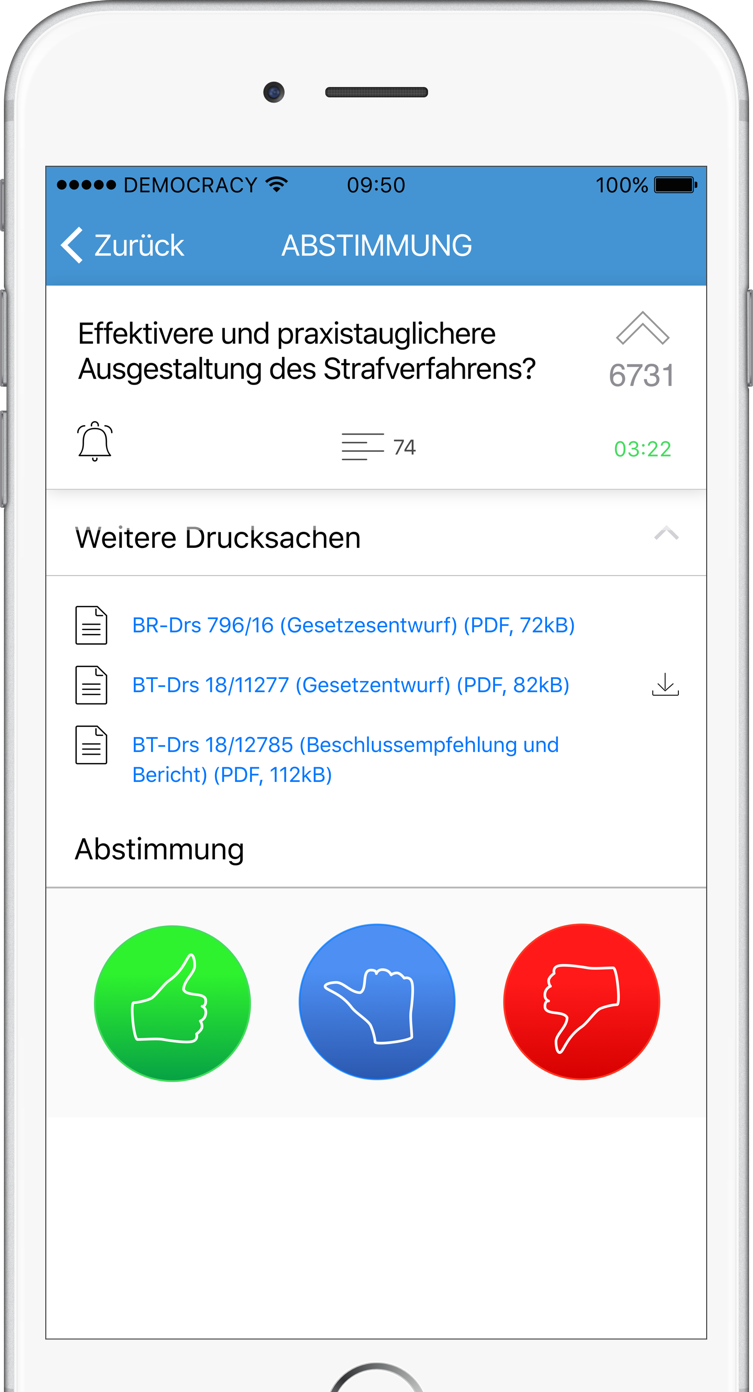 DEMOCRACY 09:50 100%
Zurück ABSTIMMUNG
Effektivere und praxistauglichere
Ausgestaltung des Strafverfahrens?
6731
74
03:22
Weitere Drucksachen
BR-Drs 796/16 (Gesetzesentwurf) (PDF, 72kB)
BT-Drs 18/11277 (Gesetzentwurf) (PDF, 82kB)
BT-Drs 18/12785 (Beschlussempfehlung und
Bericht) (PDF, 112kB)
Abstimmung